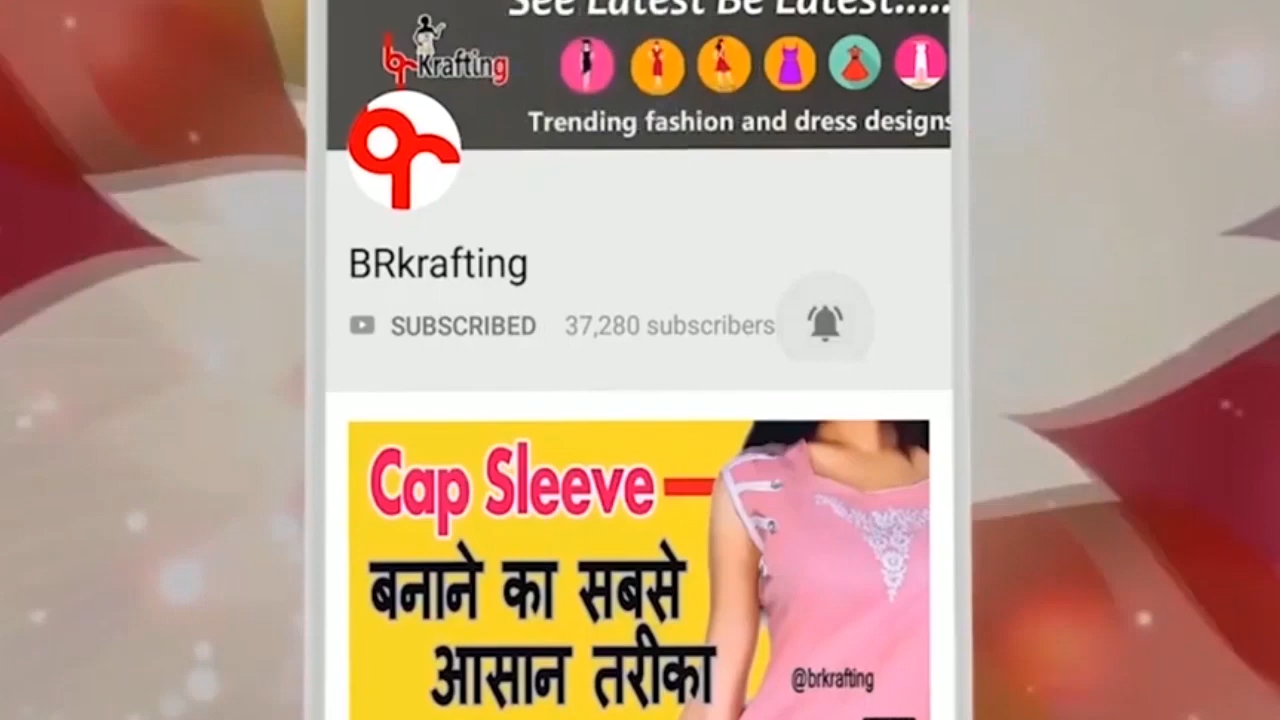 See Latest Be Latest.....
br Krafting
Trending fashion and dress designs
BRkrafting
SUBSCRIBED 37,280 subscribers
Cap Sleeve
बनाने का सबसे
आसान तरीका
@brkrafting